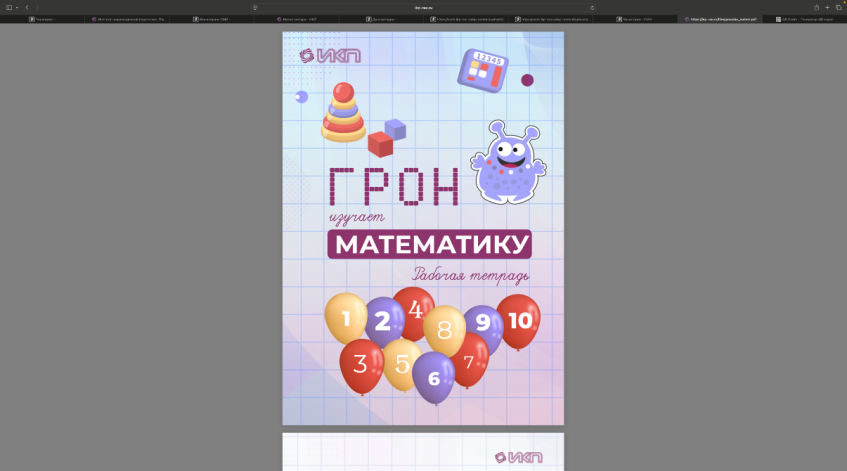 ИКП
12345
ГРОН
изучает
МАТЕМАТИКУ
Рабочая тетрадь
1 2 4 8 9 10
3 5 6 7
ИКП